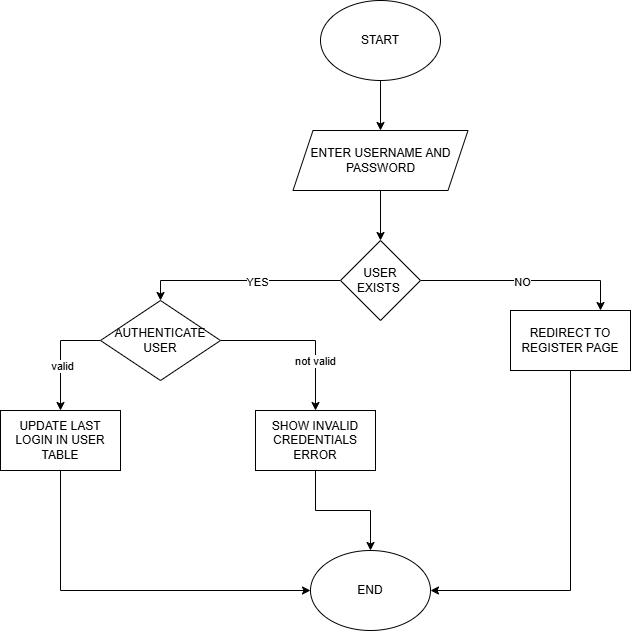 START
ENTER USERNAME AND
PASSWORD
USER
EXISTS
YES
NO
AUTHENTICATE
USER
REDIRECT TO
REGISTER PAGE
valid
not valid
UPDATE LAST
LOGIN IN USER
TABLE
SHOW INVALID
CREDENTIALS
ERROR
END